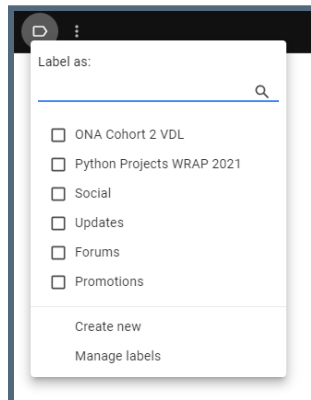 Label as:
ONA Cohort 2 VDL
Python Projects WRAP 2021
Social
Updates
Forums
Promotions
Create new
Manage labels